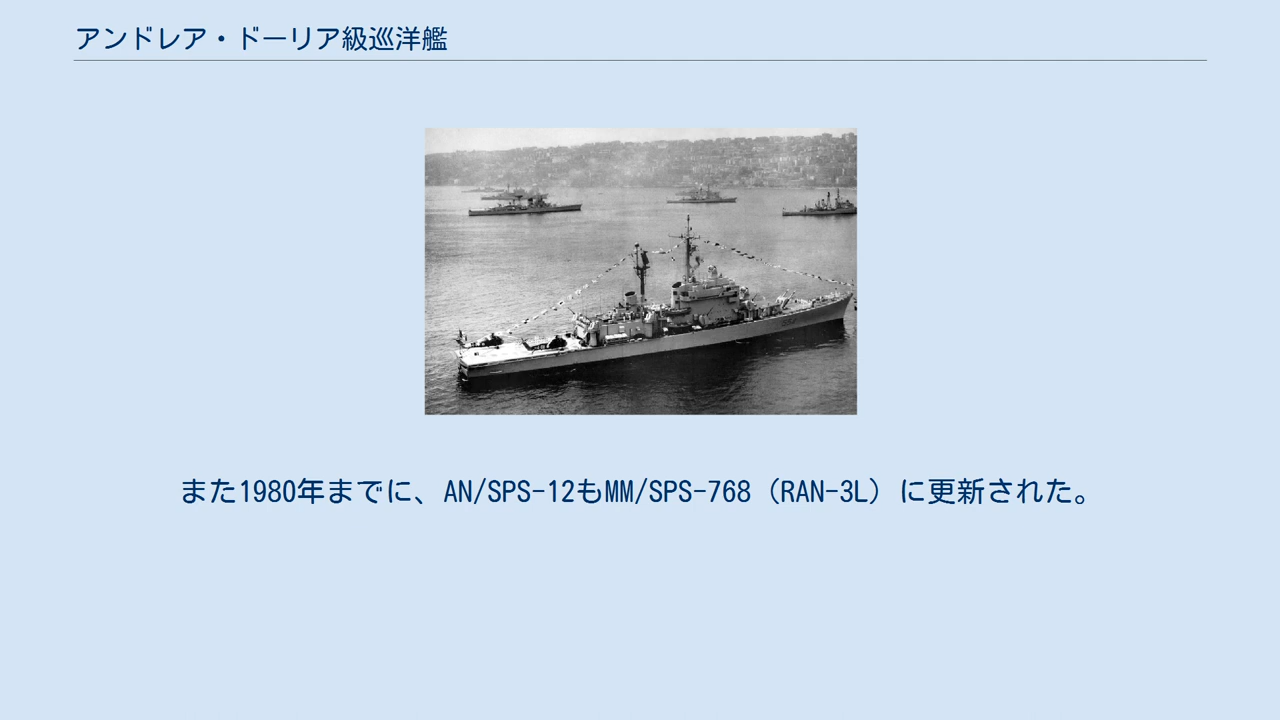 アンドレア・ドーリア級巡洋艦
また1980年までに、AN/SPS-12もMM/SPS-768（RAN-3L）に更新された。